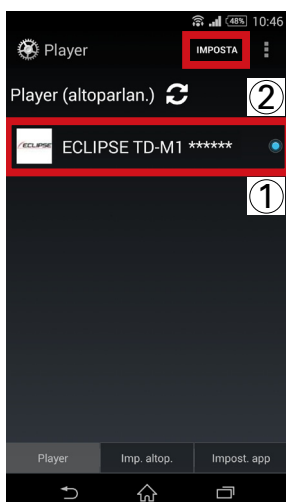 48% 10:46
Player IMPOSTA
Player (altoparlan.) ②
ECLIPSE ECLIPSE TD-M1 ******
①
Player Imp. altop. Impost. app